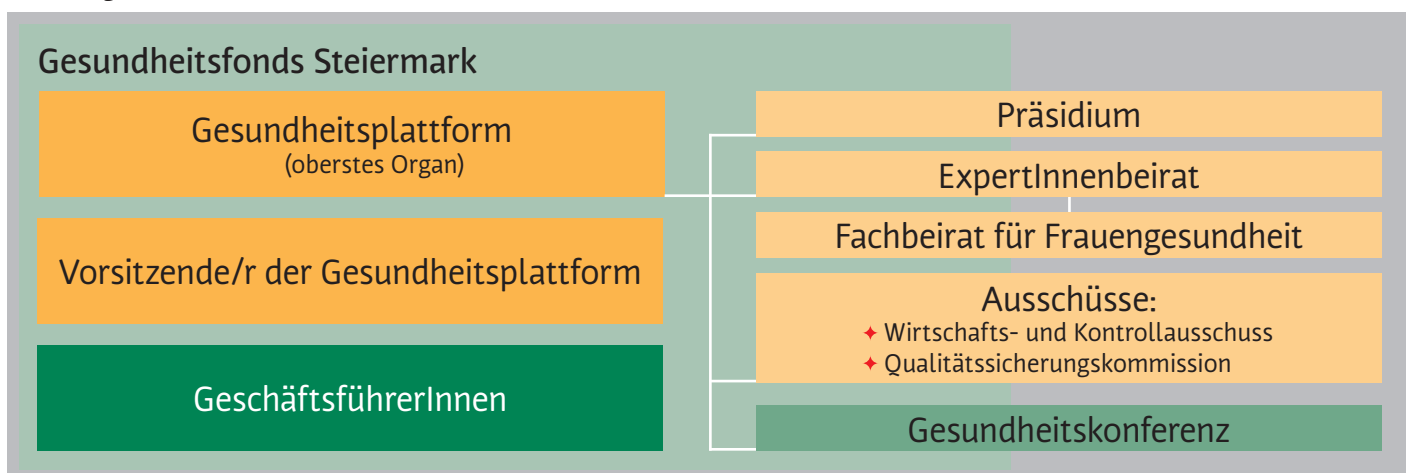 Gesundheitsfonds Steiermark
Gesundheitsplattform
(oberstes Organ)
Vorsitzende/r der Gesundheitsplattform
GeschäftsführerInnen
Präsidium
ExpertInnenbeirat
Fachbeirat für Frauengesundheit
Ausschüsse:
✦ Wirtschafts- und Kontrollausschuss
✦ Qualitätssicherungskommission
Gesundheitskonferenz